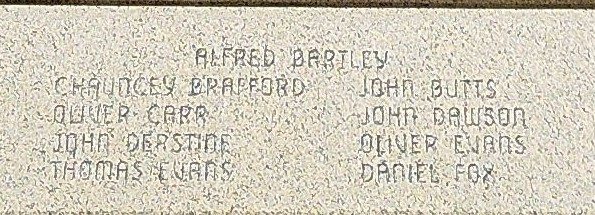 ALFRED BARTLEY
CHAUNCEY BRAFFORD JOHN BUTTS
OLIVER CARR JOHN DAWSON
JOHN DERSTINE OLIVER EVANS
THOMAS EVANS DANIEL FOX